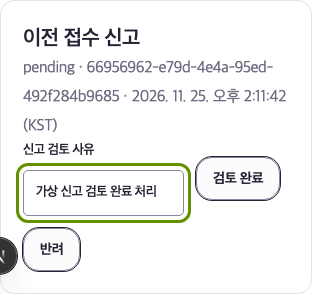 이전 접수 신고
pending · 66956962-e79d-4e4a-95ed-
492f284b9685 · 2026. 11. 25. 오후 2:11:42
(KST)
신고 검토 사유
가상 신고 검토 완료 처리
검토 완료
반려